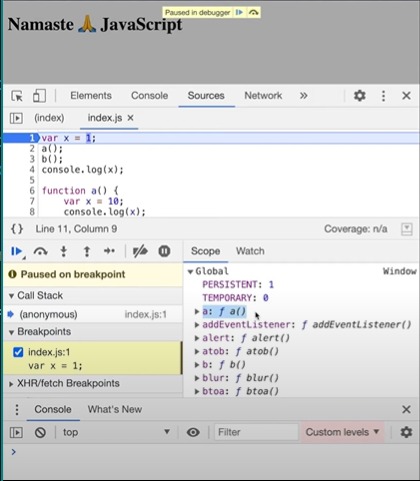 Paused in debugger
Namaste 🙏 JavaScript
Elements Console Sources Network »
(index) index.js ×
1 var x = 1;
2 a();
3 b();
4 console.log(x);
5
6 function a() {
7 var x = 10;
8 console.log(x);
{} Line 11, Column 9 Coverage: n/a
Scope Watch
Paused on breakpoint
▼ Call Stack
(anonymous) index.js:1
▼ Breakpoints
index.js:1
var x = 1;
▶ XHR/fetch Breakpoints
▼ Global Window
PERSISTENT: 1
TEMPORARY: 0
▶ a: ƒ a()
▶ addEventListener: ƒ addEventListener()
▶ alert: ƒ alert()
▶ atob: ƒ atob()
▶ b: ƒ b()
▶ blur: ƒ blur()
▶ btoa: ƒ btoa()
Console What's New ×
top Filter Custom levels ▼
>